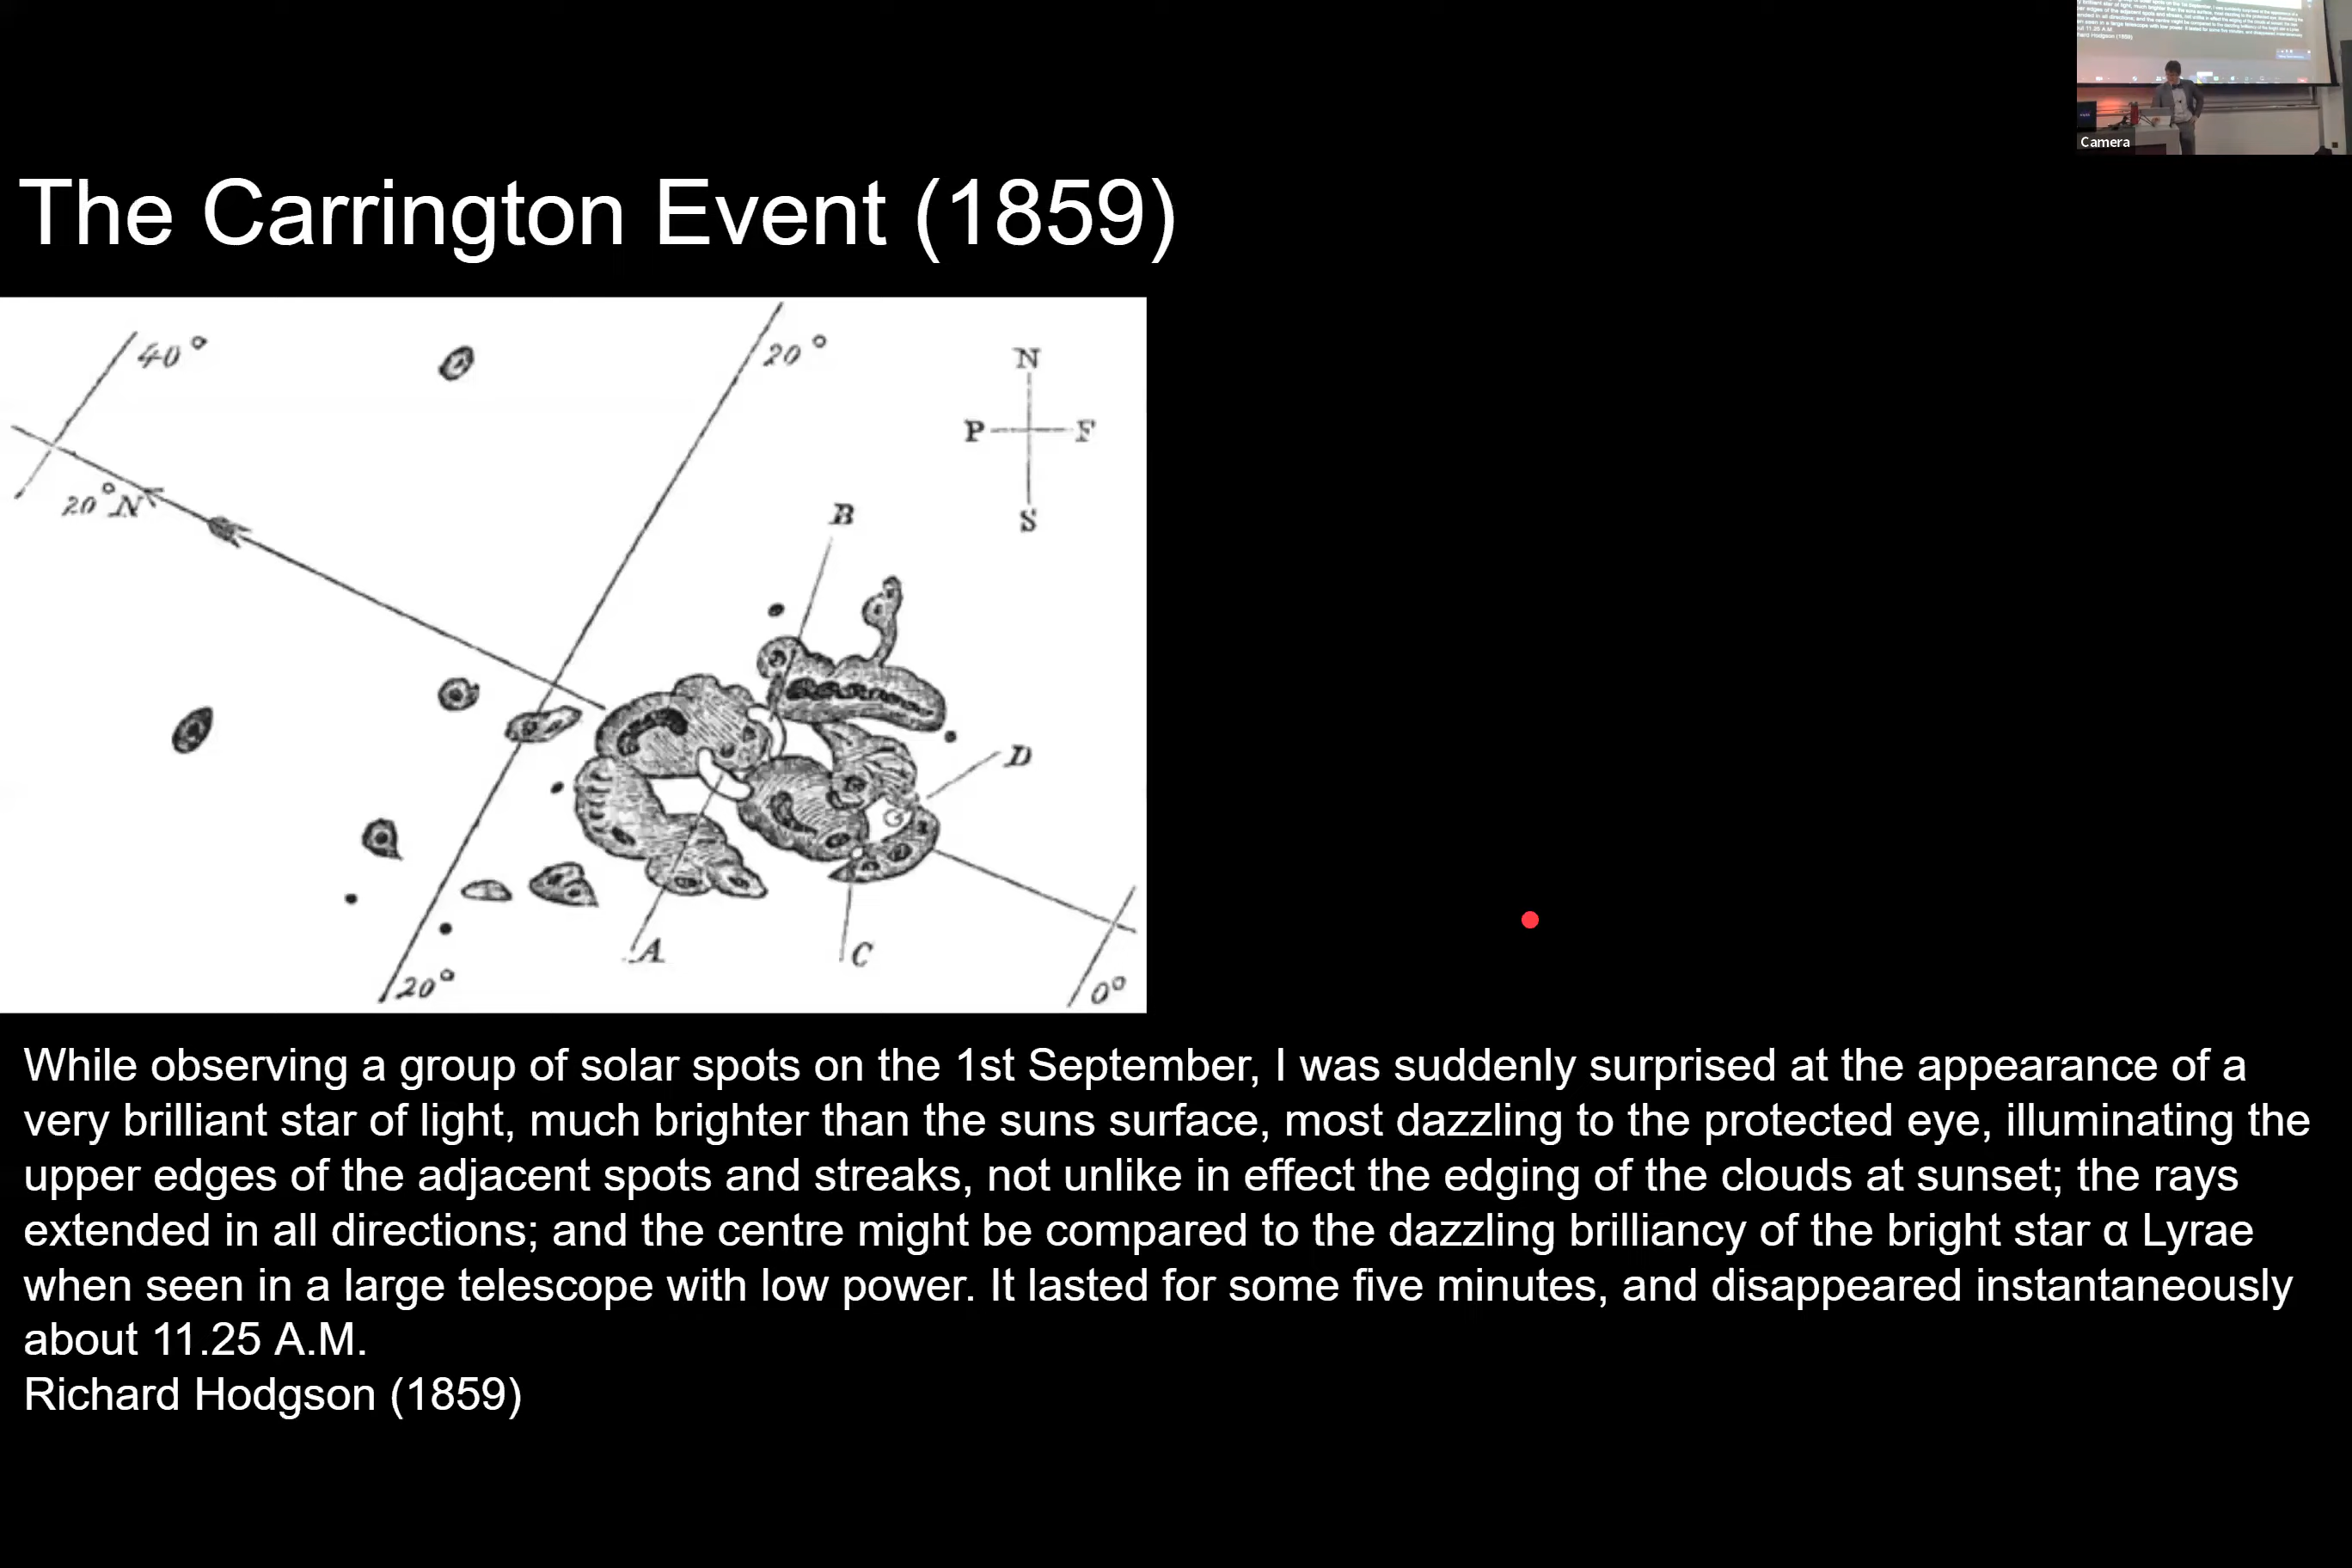 Camera
The Carrington Event (1859)
40°
20°
N
P F
S
20°N
B
D
A
C
20°
0°
While observing a group of solar spots on the 1st September, I was suddenly surprised at the appearance of a
very brilliant star of light, much brighter than the suns surface, most dazzling to the protected eye, illuminating the
upper edges of the adjacent spots and streaks, not unlike in effect the edging of the clouds at sunset; the rays
extended in all directions; and the centre might be compared to the dazzling brilliancy of the bright star α Lyrae
when seen in a large telescope with low power. It lasted for some five minutes, and disappeared instantaneously
about 11.25 A.M.
Richard Hodgson (1859)